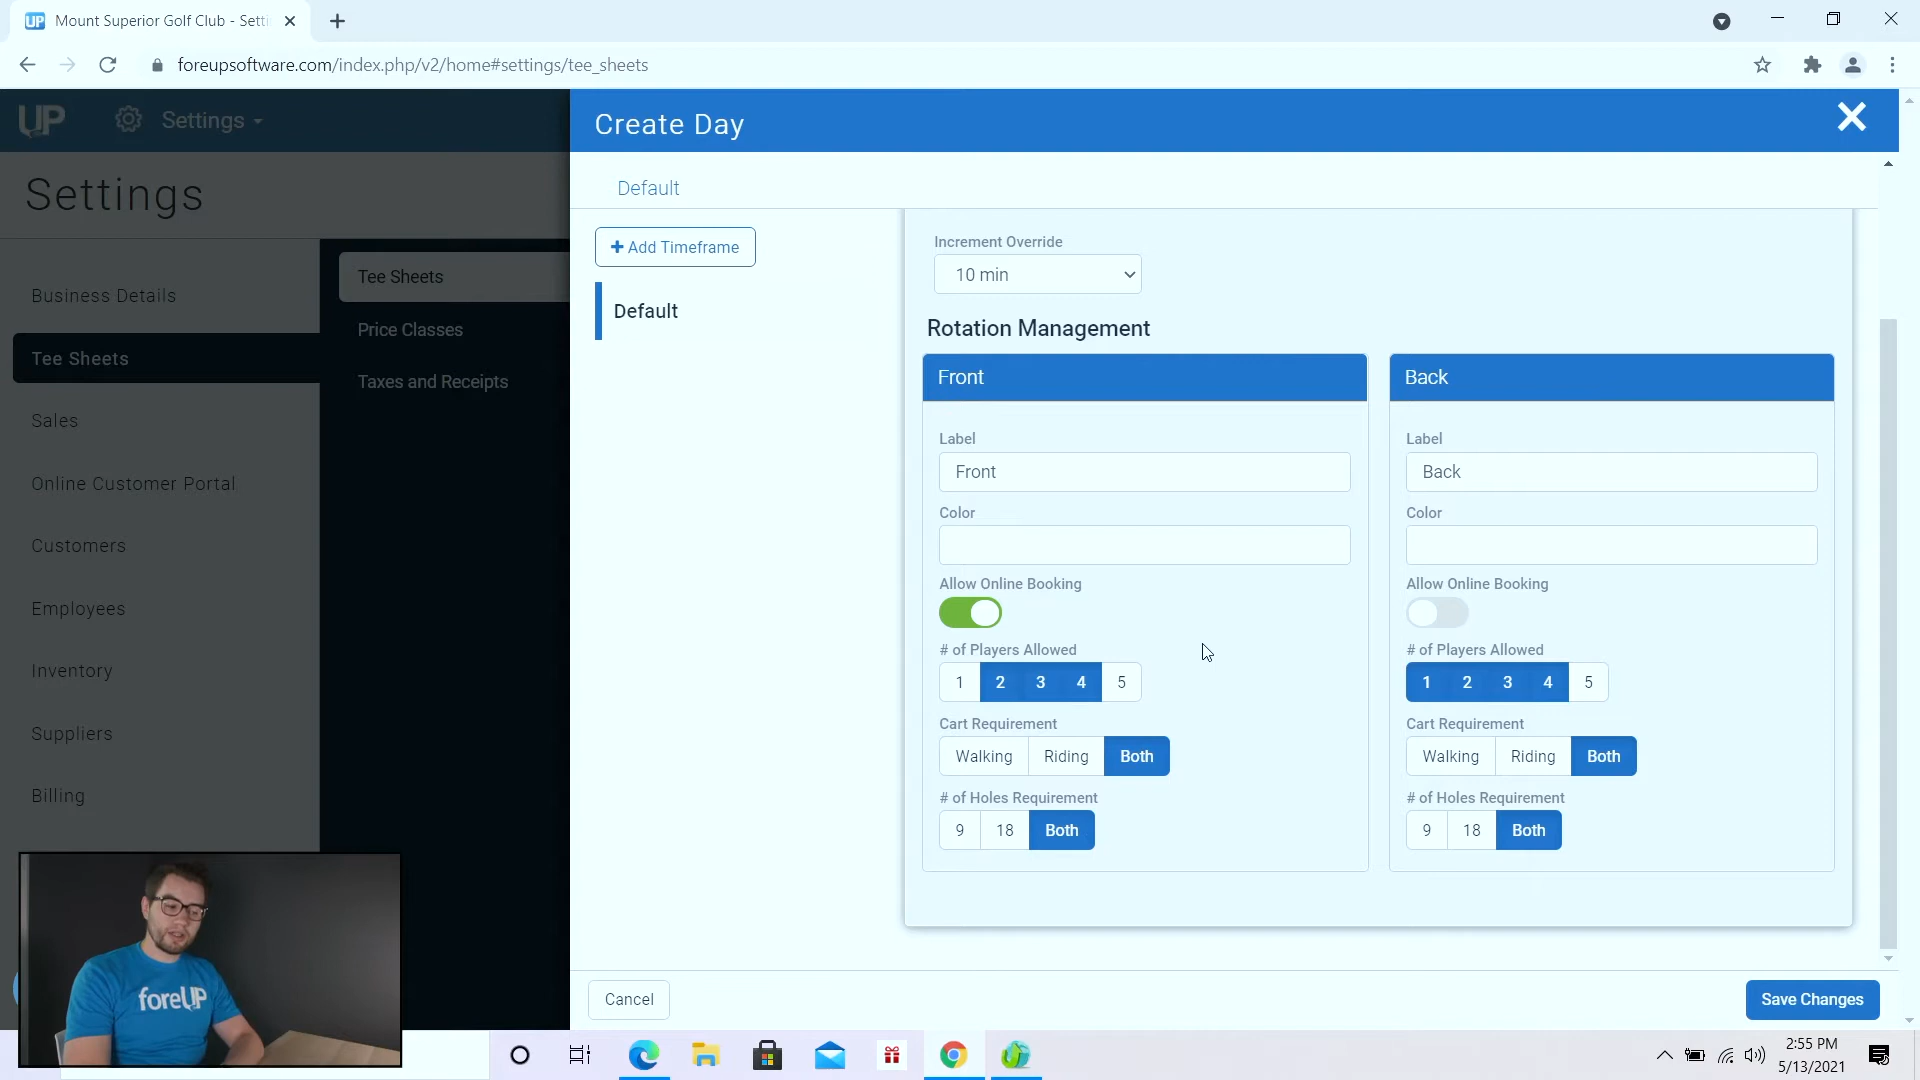 UP Mount Superior Golf Club - Setti
foreupsoftware.com/index.php/v2/home#settings/tee_sheets
UP
Settings
Settings
Business Details
Tee Sheets
Sales
Online Customer Portal
Customers
Employees
Inventory
Suppliers
Billing
Tee Sheets
Price Classes
Taxes and Receipts
Create Day
Default
+ Add Timeframe
Default
Increment Override
10 min
Rotation Management
Front
Label
Front
Color
Allow Online Booking
# of Players Allowed
1 2 3 4 5
Cart Requirement
Walking Riding Both
# of Holes Requirement
9 18 Both
Back
Label
Back
Color
Allow Online Booking
# of Players Allowed
1 2 3 4 5
Cart Requirement
Walking Riding Both
# of Holes Requirement
9 18 Both
Cancel
Save Changes
foreUP
2:55 PM
5/13/2021